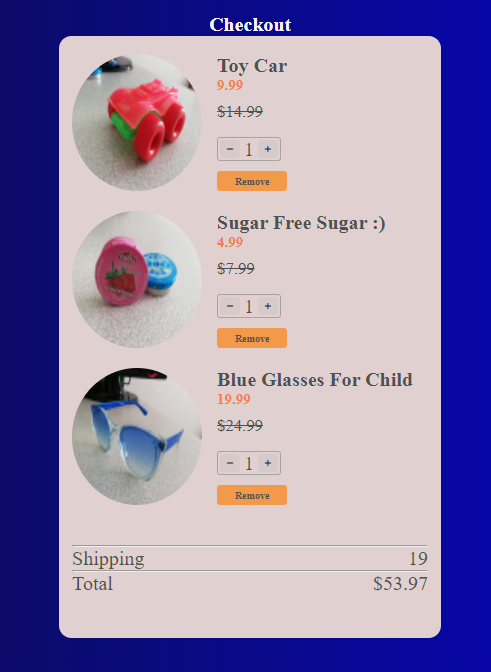 Checkout
Toy Car
9.99
$14.99
− 1 +
Remove
Sugar Free Sugar :)
4.99
$7.99
− 1 +
Remove
Blue Glasses For Child
19.99
$24.99
− 1 +
Remove
Shipping 19
Total $53.97